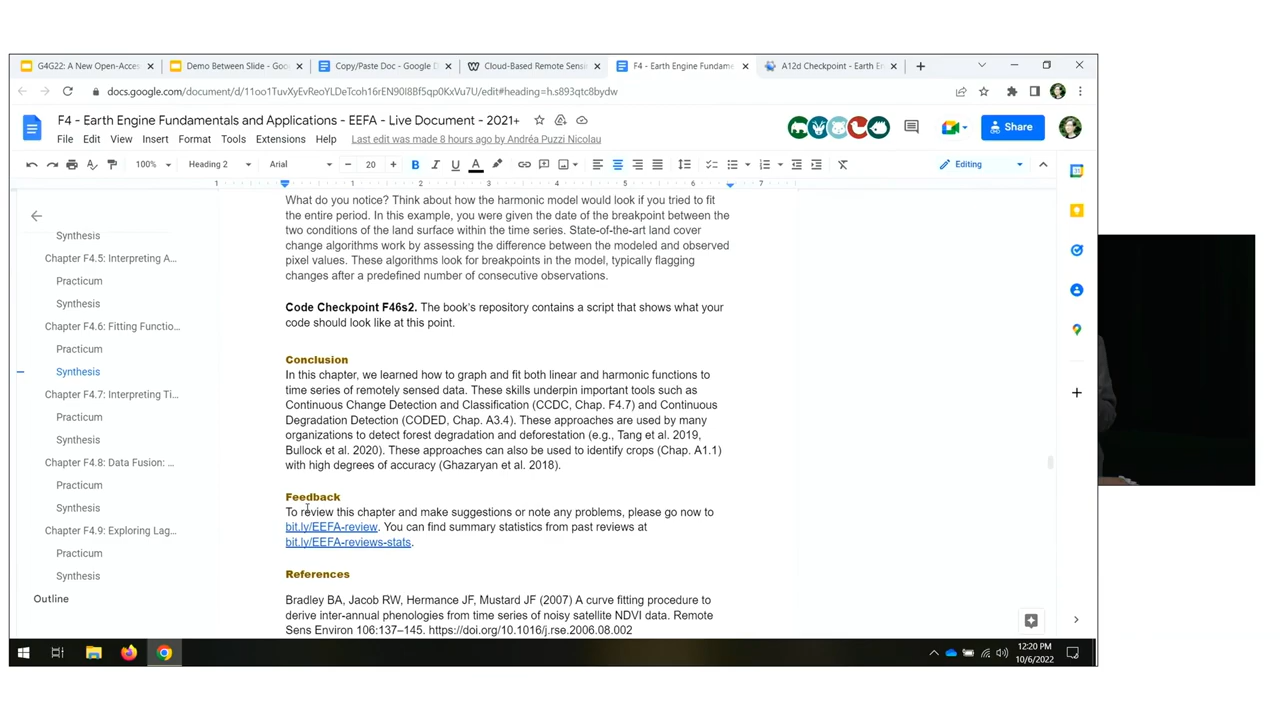 G4G22: A New Open-Acces
Demo Between Slide - Goo
Copy/Paste Doc - Google D
Cloud-Based Remote Sensin
F4 - Earth Engine Fundame
A12d Checkpoint - Earth En
docs.google.com/document/d/11oo1TuvXyEvReoYLDeTcoh16rEN90I8Bf5qp0KxVu7U/edit#heading=h.s893qtc8bydw
F4 - Earth Engine Fundamentals and Applications - EEFA - Live Document - 2021+
File Edit View Insert Format Tools Extensions Help Last edit was made 8 hours ago by Andréa Puzzi Nicolau
Share
100% Heading 2 Arial 20 B I U A Editing
1 1 2 3 4 5 6 7
Synthesis
Chapter F4.5: Interpreting A...
Practicum
Synthesis
Chapter F4.6: Fitting Functio...
Practicum
Synthesis
Chapter F4.7: Interpreting Ti...
Practicum
Synthesis
Chapter F4.8: Data Fusion: ...
Practicum
Synthesis
Chapter F4.9: Exploring Lag...
Practicum
Synthesis
Outline
What do you notice? Think about how the harmonic model would look if you tried to fit
the entire period. In this example, you were given the date of the breakpoint between the
two conditions of the land surface within the time series. State-of-the-art land cover
change algorithms work by assessing the difference between the modeled and observed
pixel values. These algorithms look for breakpoints in the model, typically flagging
changes after a predefined number of consecutive observations.
Code Checkpoint F46s2. The book's repository contains a script that shows what your
code should look like at this point.
Conclusion
In this chapter, we learned how to graph and fit both linear and harmonic functions to
time series of remotely sensed data. These skills underpin important tools such as
Continuous Change Detection and Classification (CCDC, Chap. F4.7) and Continuous
Degradation Detection (CODED, Chap. A3.4). These approaches are used by many
organizations to detect forest degradation and deforestation (e.g., Tang et al. 2019,
Bullock et al. 2020). These approaches can also be used to identify crops (Chap. A1.1)
with high degrees of accuracy (Ghazaryan et al. 2018).
Feedback
To review this chapter and make suggestions or note any problems, please go now to
bit.ly/EEFA-review. You can find summary statistics from past reviews at
bit.ly/EEFA-reviews-stats.
References
Bradley BA, Jacob RW, Hermance JF, Mustard JF (2007) A curve fitting procedure to
derive inter-annual phenologies from time series of noisy satellite NDVI data. Remote
Sens Environ 106:137–145. https://doi.org/10.1016/j.rse.2006.08.002
12:20 PM
10/6/2022